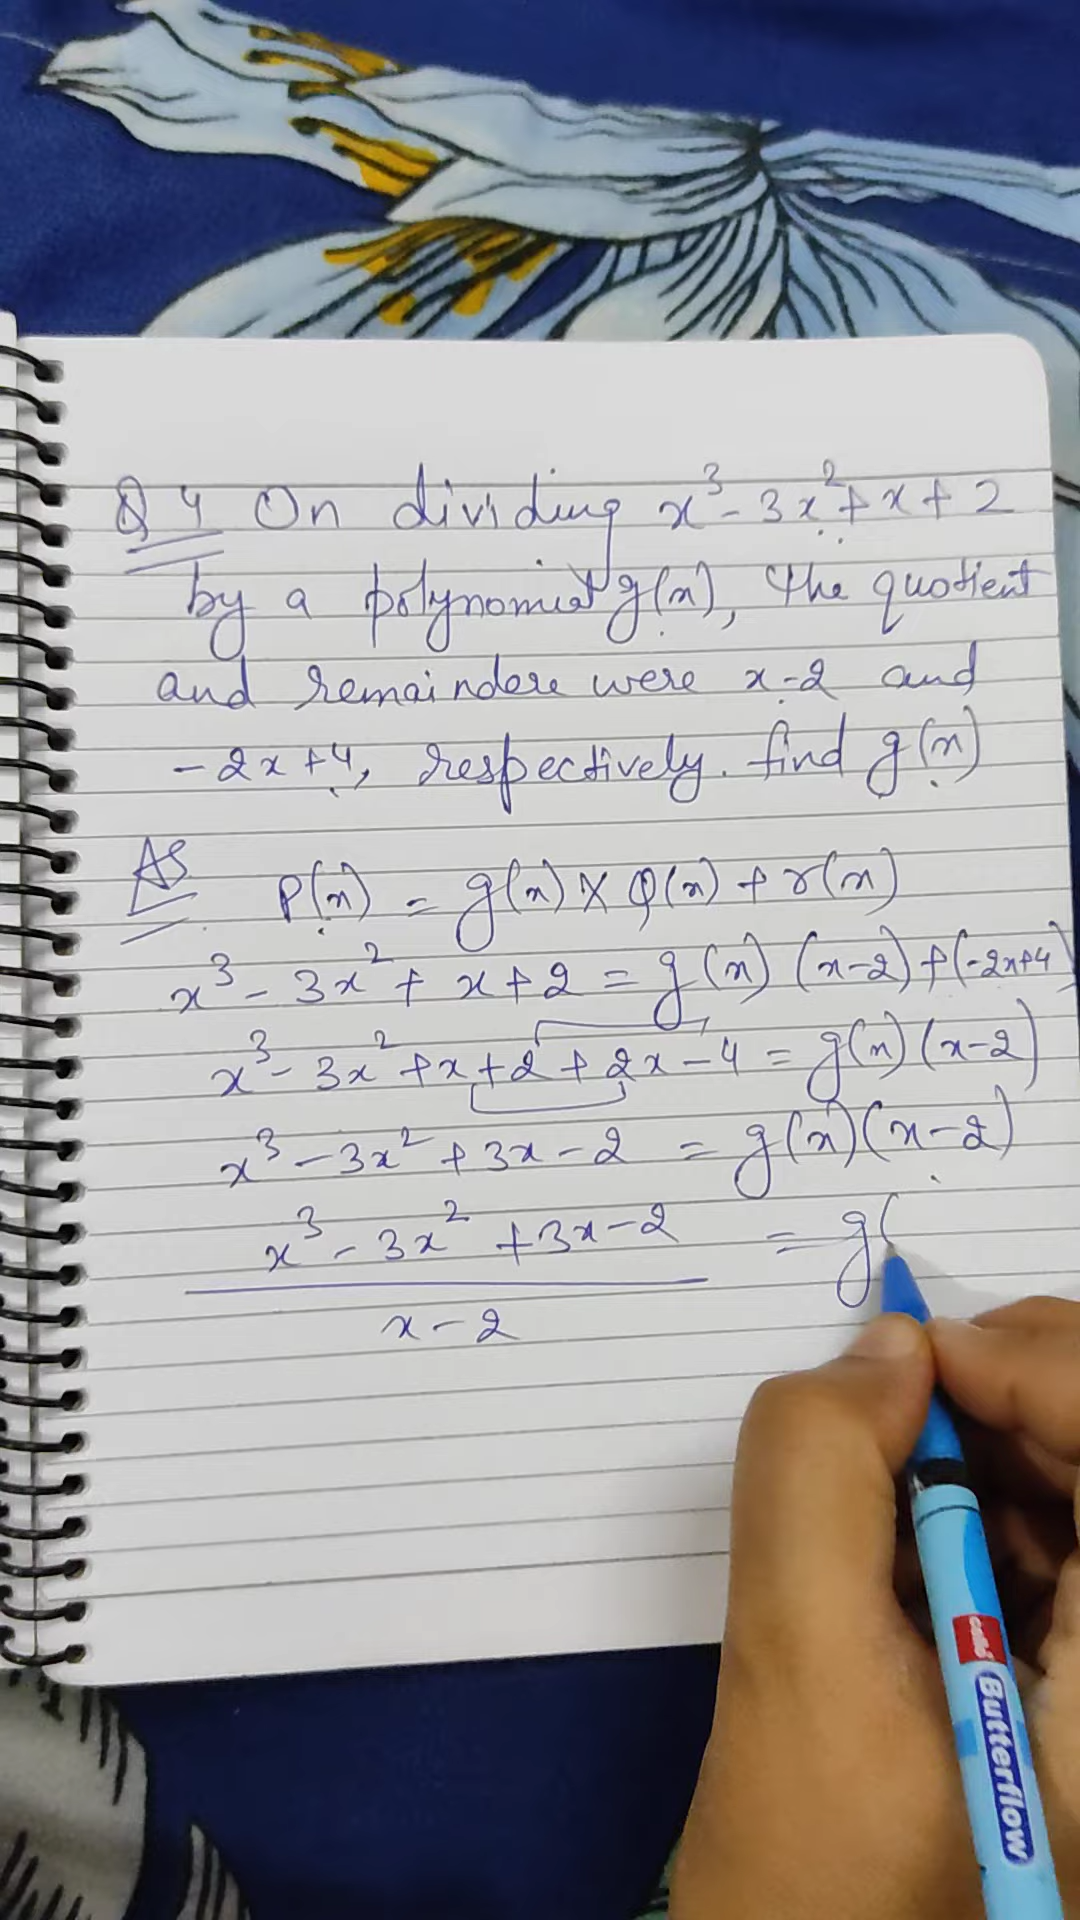 Q 4 On dividing x³ - 3x² + x + 2
by a polynomial g(x), the quotient
and remaindere were x-2 and
-2x+4, respectively. find g(x)
AS
P(x) = g(x) X Q(x) + r(x)
x³ - 3x² + x + 2 = g(x) (x-2) + (-2x+4
x³ - 3x² + x + 2 + 2x - 4 = g(x) (x-2)
x³ - 3x² + 3x - 2 = g(x) (x-2)
x³ - 3x² + 3x - 2 = g(
x - 2
cello Butterflow